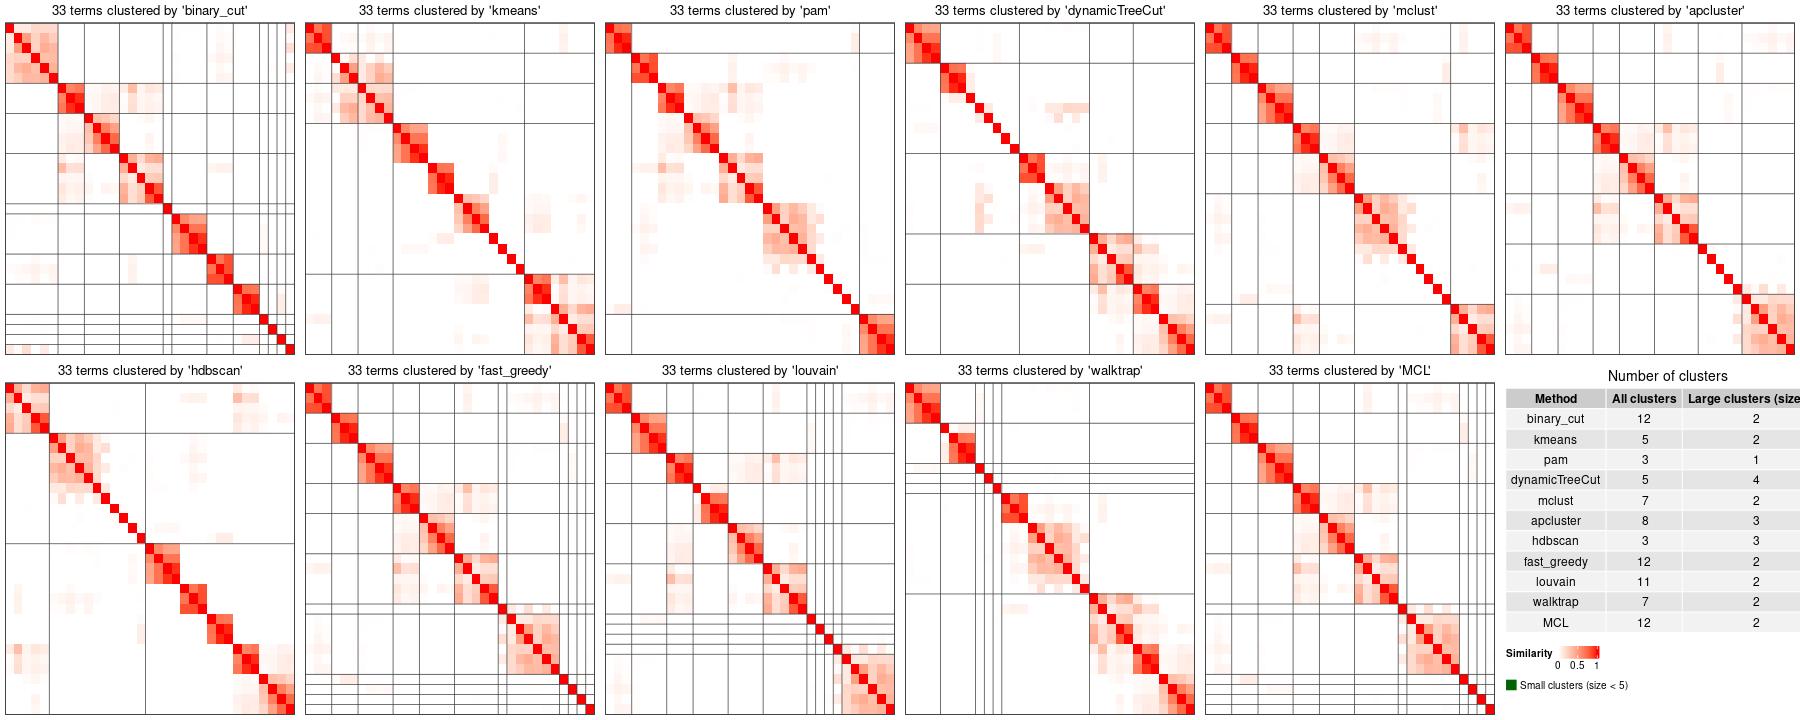 33 terms clustered by 'binary_cut'
33 terms clustered by 'kmeans'
33 terms clustered by 'pam'
33 terms clustered by 'dynamicTreeCut'
33 terms clustered by 'mclust'
33 terms clustered by 'apcluster'
33 terms clustered by 'hdbscan'
33 terms clustered by 'fast_greedy'
33 terms clustered by 'louvain'
33 terms clustered by 'walktrap'
33 terms clustered by 'MCL'
Number of clusters
Method All clusters Large clusters (size
binary_cut 12 2
kmeans 5 2
pam 3 1
dynamicTreeCut 5 4
mclust 7 2
apcluster 8 3
hdbscan 3 3
fast_greedy 12 2
louvain 11 2
walktrap 7 2
MCL 12 2
Similarity
0 0.5 1
Small clusters (size < 5)